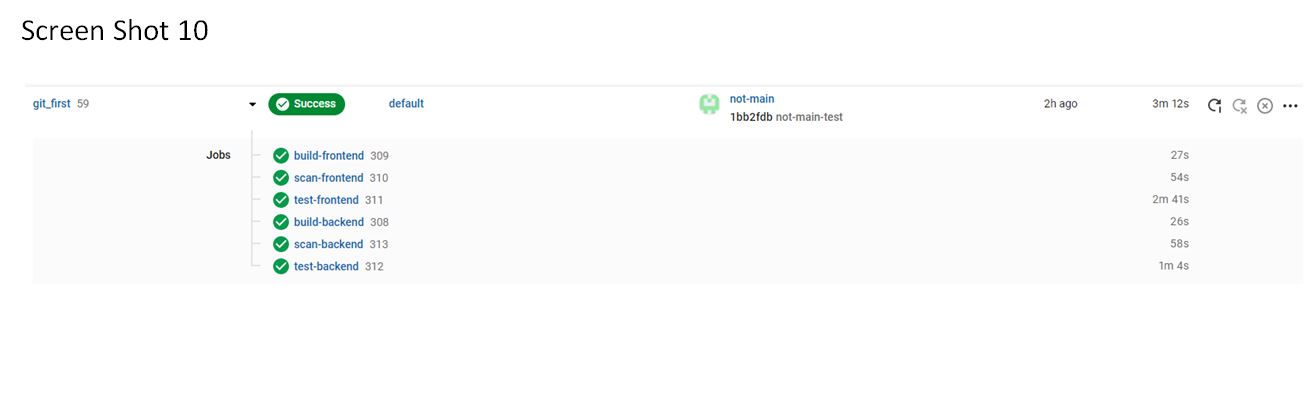 Screen Shot 10
git_first 59 Success default not-main 2h ago 3m 12s
1bb2fdb not-main-test
Jobs build-frontend 309 27s
scan-frontend 310 54s
test-frontend 311 2m 41s
build-backend 308 26s
scan-backend 313 58s
test-backend 312 1m 4s